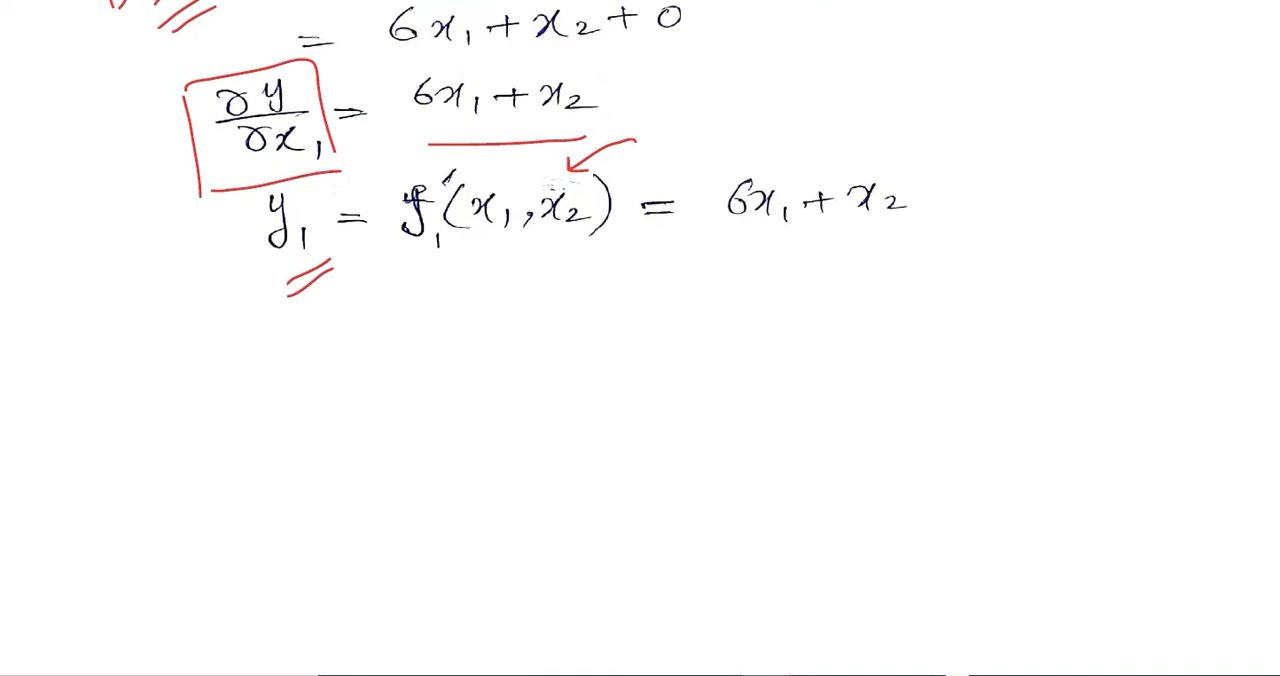 = 6x₁ + x₂ + 0
∂y/∂x₁ = 6x₁ + x₂
y₁ = f₁′(x₁, x₂) = 6x₁ + x₂